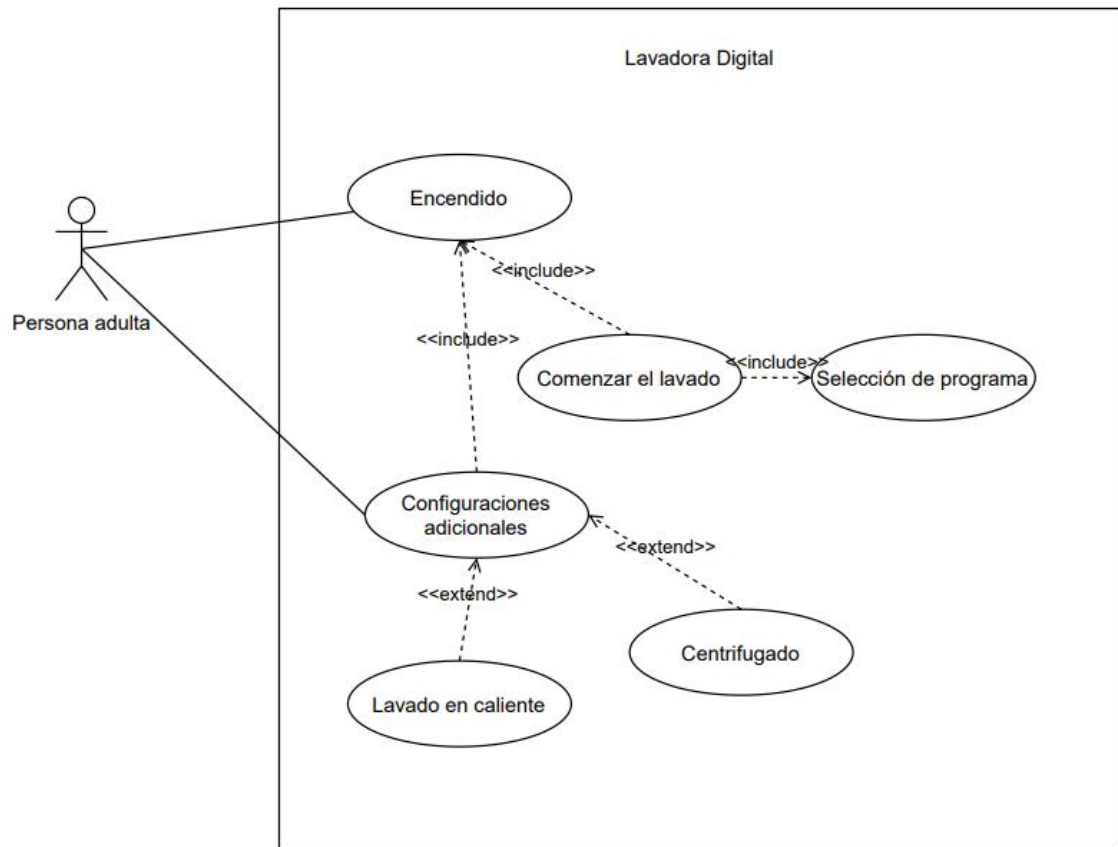 Lavadora Digital
Encendido
<<include>>
Persona adulta
<<include>>
<<include>>
Comenzar el lavado
Selección de programa
Configuraciones
adicionales
<<extend>>
<<extend>>
Centrifugado
Lavado en caliente